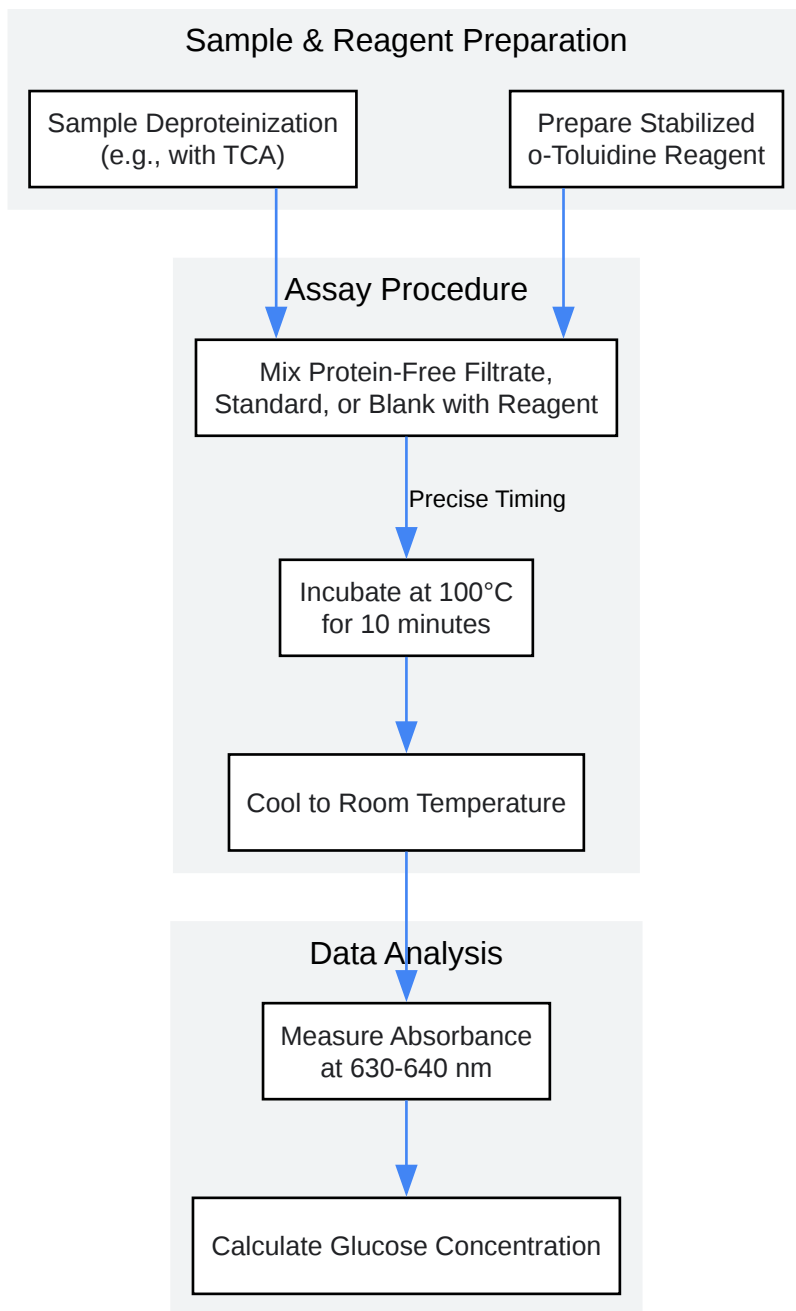 Sample & Reagent Preparation
Sample Deproteinization
(e.g., with TCA)
Prepare Stabilized
o-Toluidine Reagent
Assay Procedure
Mix Protein-Free Filtrate,
Standard, or Blank with Reagent
Precise Timing
Incubate at 100°C
for 10 minutes
Cool to Room Temperature
Data Analysis
Measure Absorbance
at 630-640 nm
Calculate Glucose Concentration